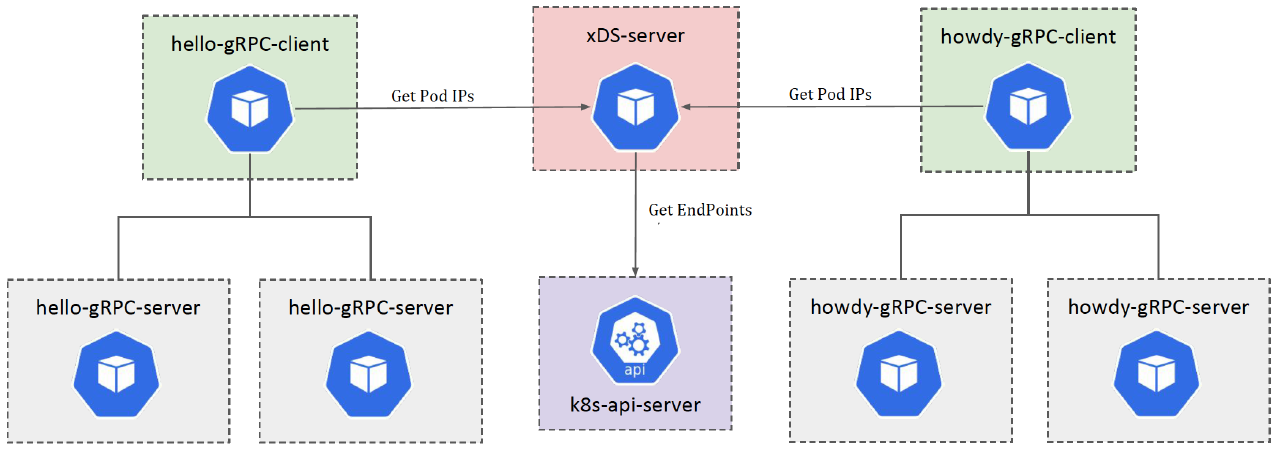 hello-gRPC-client
xDS-server
howdy-gRPC-client
Get Pod IPs
Get Pod IPs
Get EndPoints
hello-gRPC-server
hello-gRPC-server
howdy-gRPC-server
howdy-gRPC-server
api
k8s-api-server